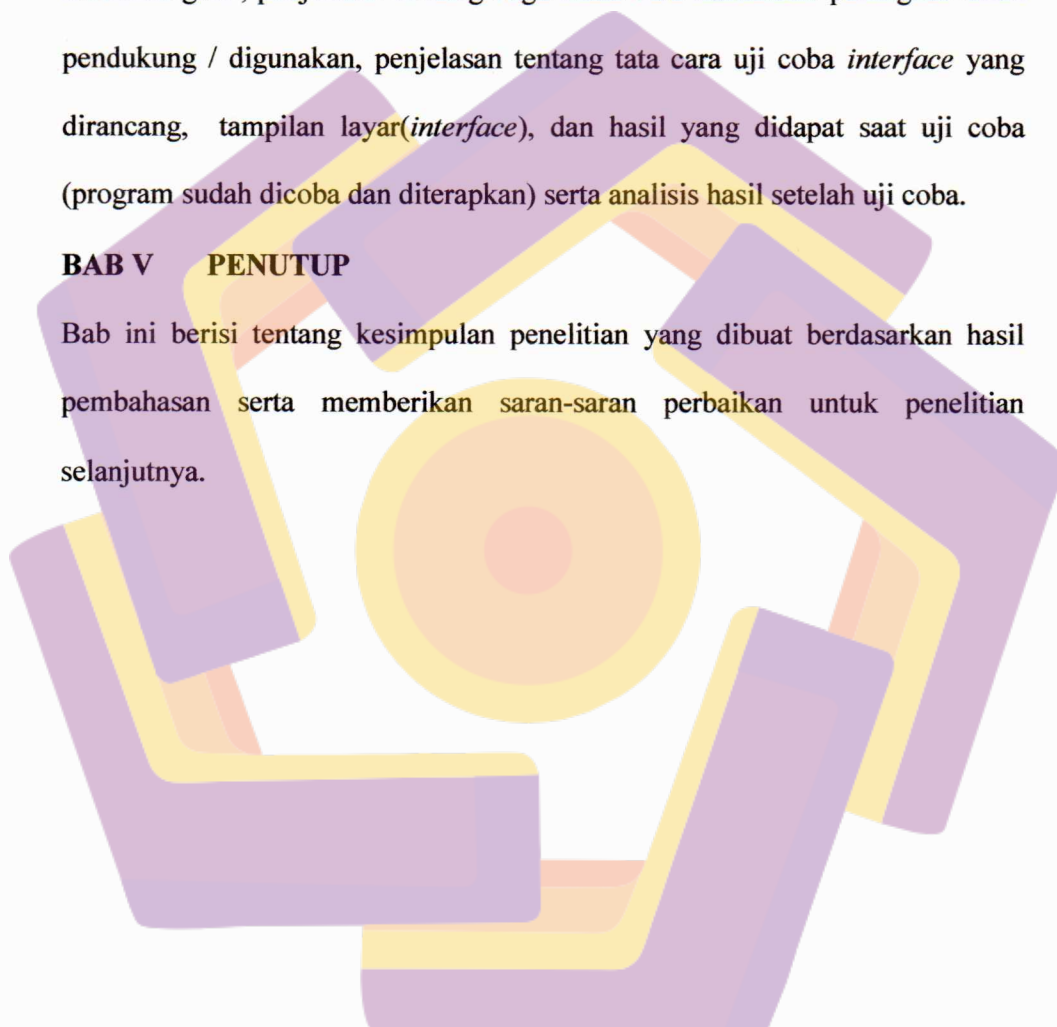 pendukung / digunakan, penjelasan tentang tata cara uji coba interface yang
dirancang, tampilan layar(interface), dan hasil yang didapat saat uji coba
(program sudah dicoba dan diterapkan) serta analisis hasil setelah uji coba.
BAB V PENUTUP
Bab ini berisi tentang kesimpulan penelitian yang dibuat berdasarkan hasil
pembahasan serta memberikan saran-saran perbaikan untuk penelitian
selanjutnya.